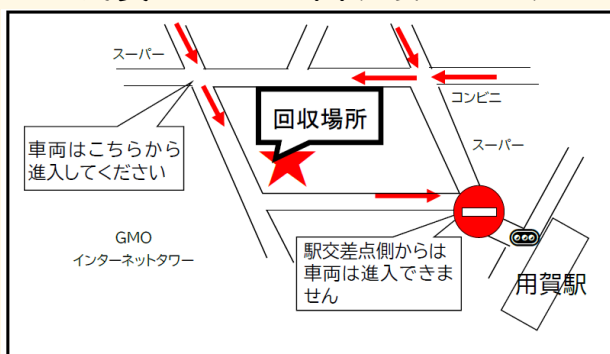 スーパー
コンビニ
回収場所
スーパー
車両はこちらから
進入してください
GMO
インターネットタワー
駅交差点側からは
車両は進入できま
せん
用賀駅